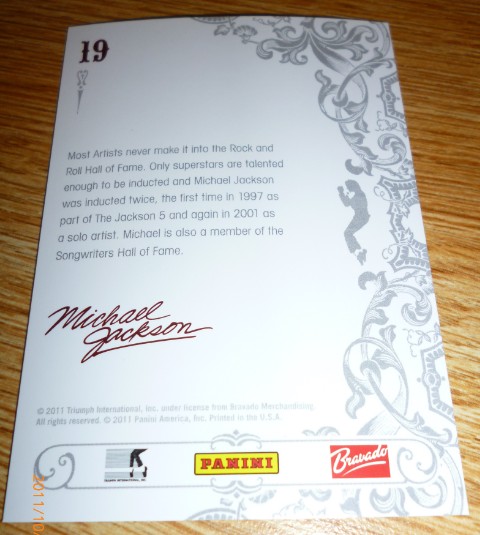 19
Most Artists never make it into the Rock and
Roll Hall of Fame. Only superstars are talented
enough to be inducted and Michael Jackson
was inducted twice, the first time in 1997 as
part of The Jackson 5 and again in 2001 as
a solo artist. Michael is also a member of the
Songwriters Hall of Fame.
Michael
Jackson
© 2011 Triumph International, Inc. under license from Bravado Merchandising.
All rights reserved. © 2011 Panini America, Inc. Printed in the U.S.A.
TRIUMPH INTERNATIONAL, INC.
PANINI
Bravado